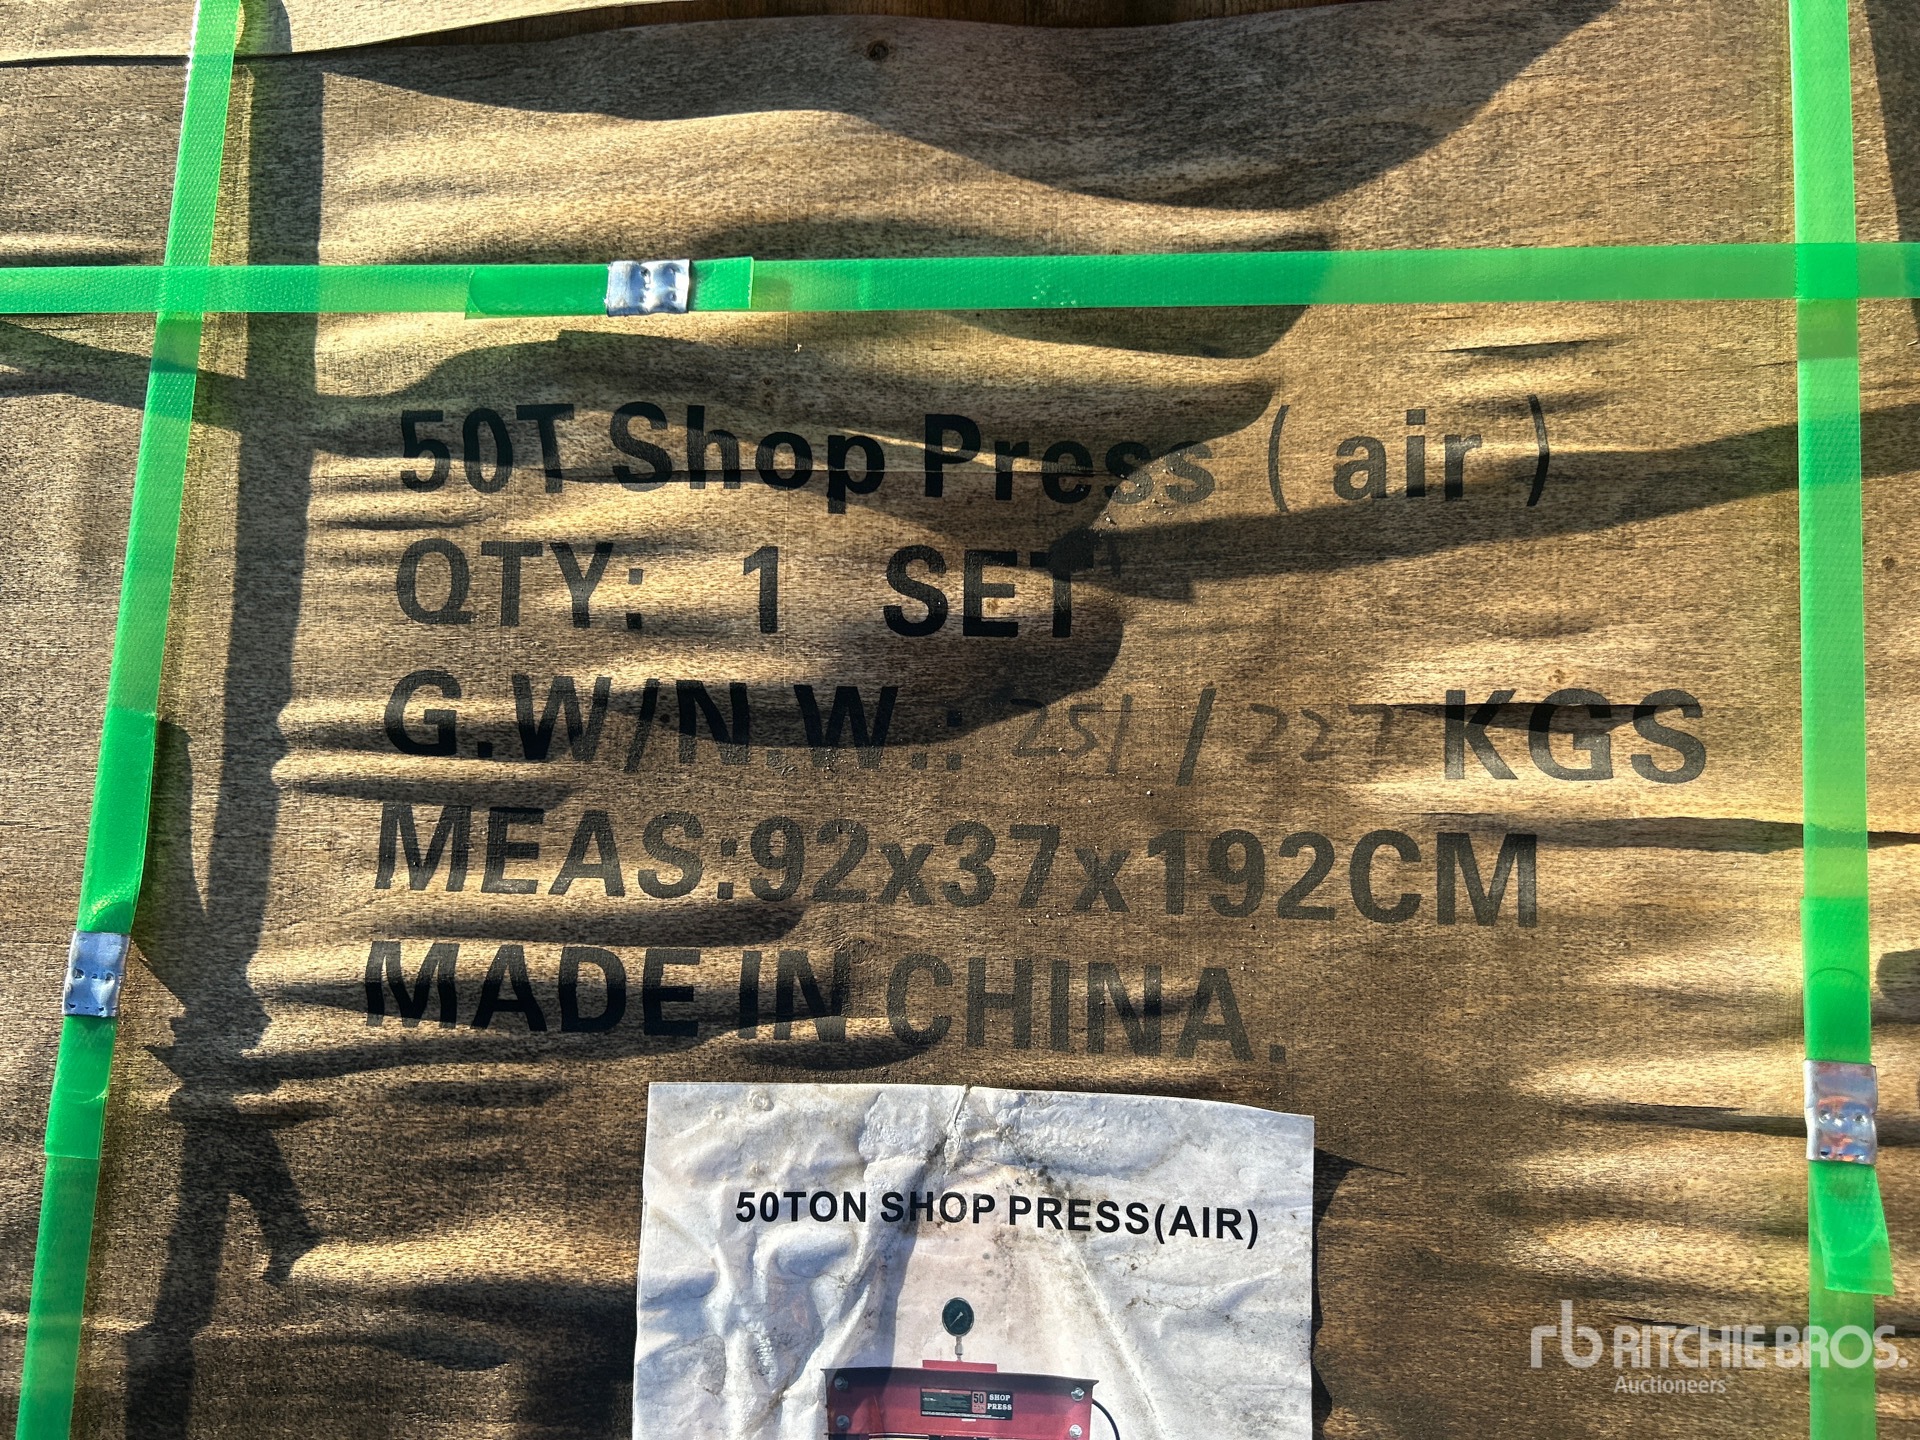 50T Shop Press ( air )
QTY: 1 SET
G.W/N.W.: 251 / 227 KGS
MEAS:92x37x192CM
MADE IN CHINA.
50TON SHOP PRESS(AIR)
50 SHOP
PRESS
rb RITCHIE BROS.
Auctioneers